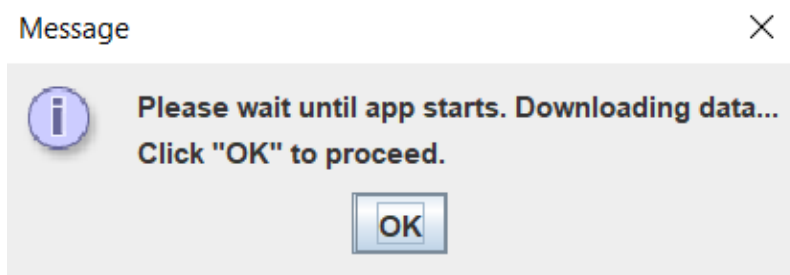 Message
Please wait until app starts. Downloading data...
Click "OK" to proceed.
OK